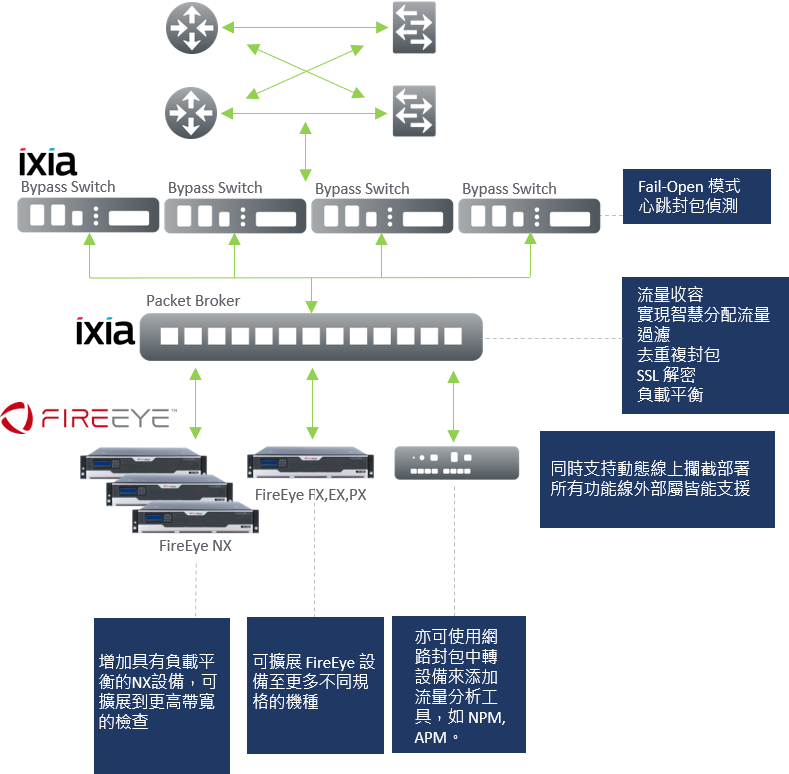 ixia
Bypass Switch
Bypass Switch
Bypass Switch
Bypass Switch
Fail-Open 模式
心跳封包偵測
Packet Broker
ixia
流量收容
實現智慧分配流量
過濾
去重複封包
SSL 解密
負載平衡
FIREEYE™
FireEye NX
FireEye FX,EX,PX
同時支持動態線上攔截部署
所有功能線外部屬皆能支援
增加具有負載平
衡的NX設備，可
擴展到更高帶寬
的檢查
可擴展 FireEye 設
備至更多不同規
格的機種
亦可使用網
路封包中轉
設備來添加
流量分析工
具，如 NPM,
APM。